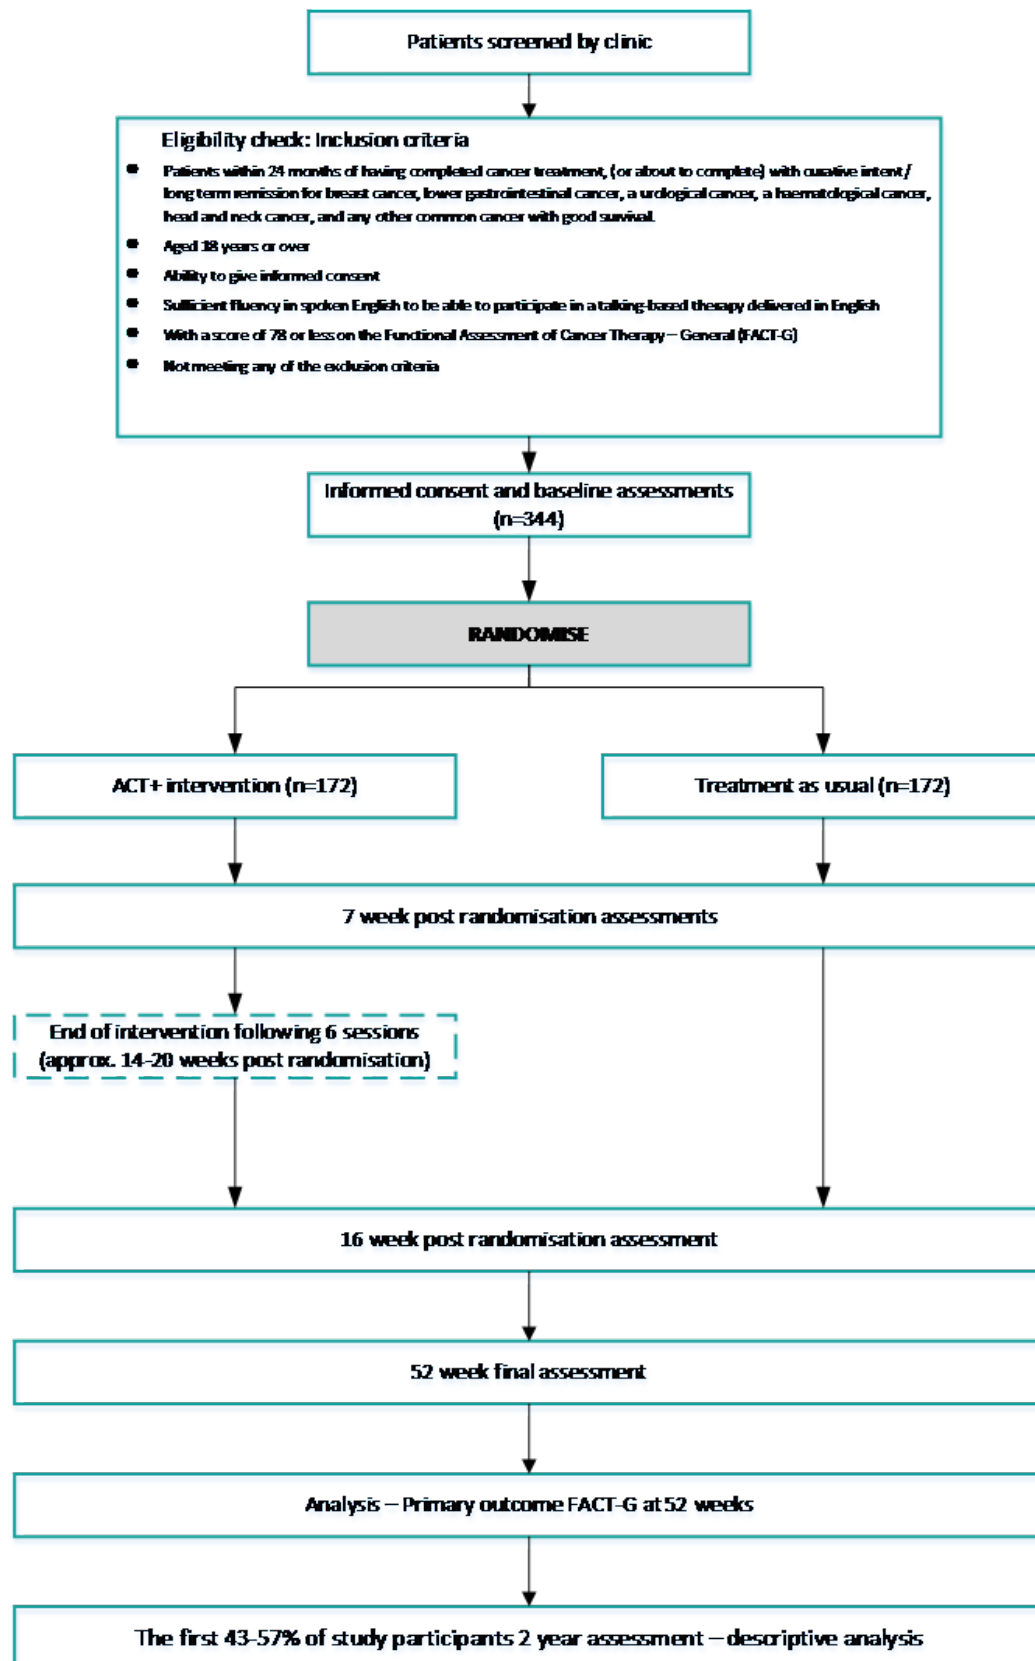 Patients screened by clinic
Eligibility check: Inclusion criteria
● Patients within 24 months of having completed cancer treatment, (or about to complete) with curative intent /
long term remission for breast cancer, lower gastrointestinal cancer, a urological cancer, a haematological cancer,
head and neck cancer, and any other common cancer with good survival.
● Aged 18 years or over
● Ability to give informed consent
● Sufficient fluency in spoken English to be able to participate in a talking-based therapy delivered in English
● With a score of 78 or less on the Functional Assessment of Cancer Therapy – General (FACT-G)
● Not meeting any of the exclusion criteria
Informed consent and baseline assessments
(n=344)
RANDOMISE
ACT+ intervention (n=172)
Treatment as usual (n=172)
7 week post randomisation assessments
End of intervention following 6 sessions
(approx. 14-20 weeks post randomisation)
16 week post randomisation assessment
52 week final assessment
Analysis – Primary outcome FACT-G at 52 weeks
The first 43-57% of study participants 2 year assessment – descriptive analysis